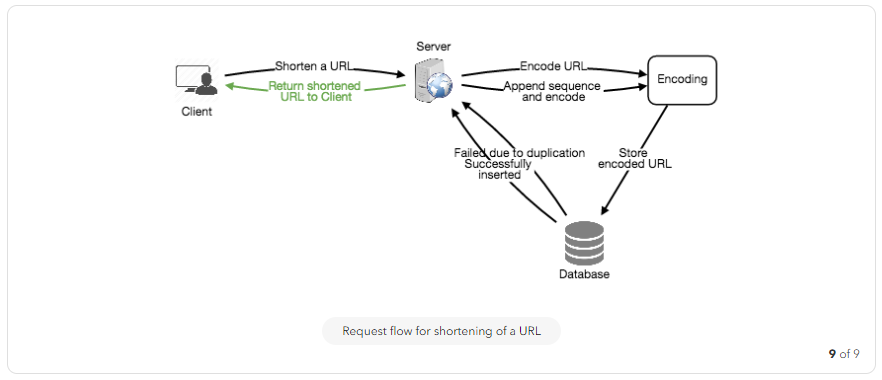 Server
Shorten a URL
Return shortened
URL to Client
Client
Encode URL
Append sequence
and encode
Encoding
Failed due to duplication
Successfully
inserted
Store
encoded URL
Database
Request flow for shortening of a URL
9 of 9